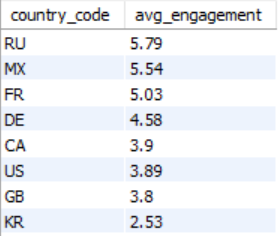 country_code avg_engagement
RU 5.79
MX 5.54
FR 5.03
DE 4.58
CA 3.9
US 3.89
GB 3.8
KR 2.53